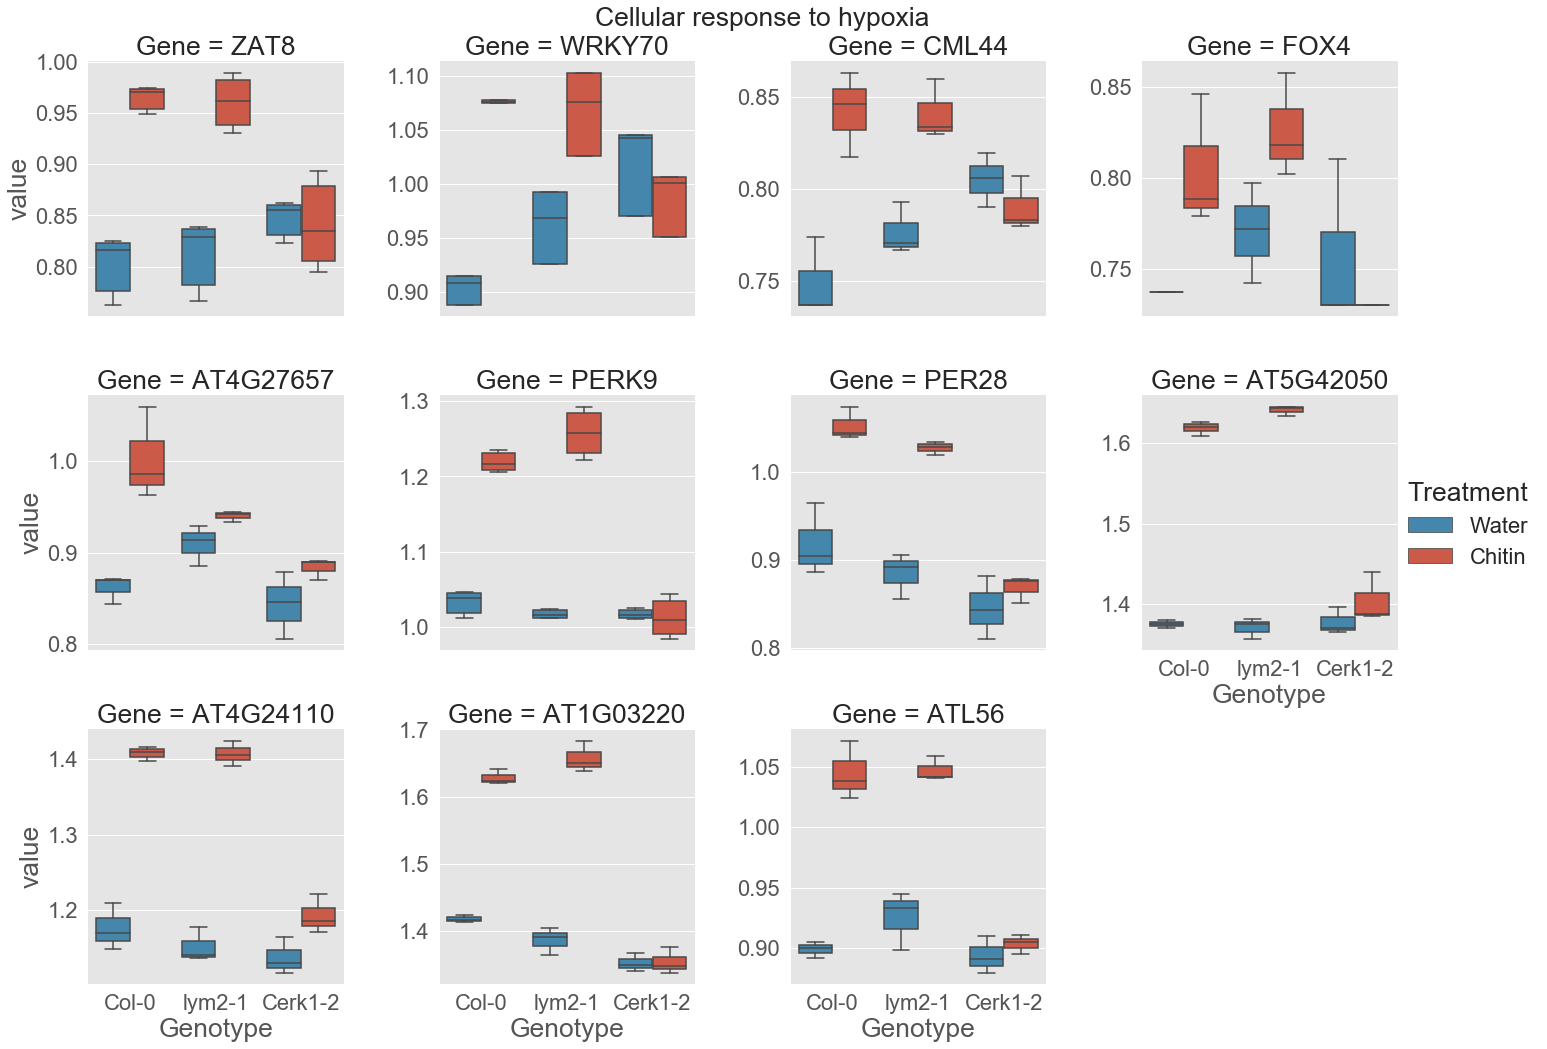 Cellular response to hypoxia
Gene = ZAT8
Gene = WRKY70
Gene = CML44
Gene = FOX4
1.00
0.95
0.90
0.85
0.80
value
1.10
1.05
1.00
0.95
0.90
0.85
0.80
0.75
0.85
0.80
0.75
Gene = AT4G27657
Gene = PERK9
Gene = PER28
Gene = AT5G42050
1.0
0.9
0.8
value
1.3
1.2
1.1
1.0
1.0
0.9
0.8
1.6
1.5
1.4
Col-0 lym2-1 Cerk1-2
Genotype
Treatment
Water
Chitin
Gene = AT4G24110
Gene = AT1G03220
Gene = ATL56
1.4
1.3
1.2
value
Col-0 lym2-1 Cerk1-2
Genotype
1.7
1.6
1.5
1.4
Col-0 lym2-1 Cerk1-2
Genotype
1.05
1.00
0.95
0.90
Col-0 lym2-1 Cerk1-2
Genotype